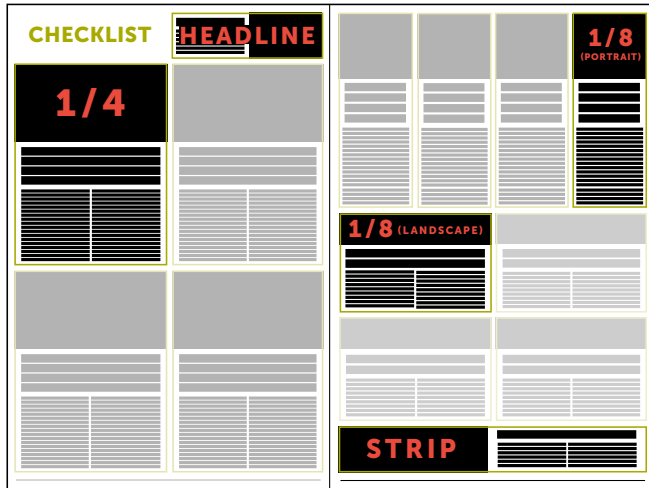 CHECKLIST
HEADLINE
1/4
1/8
(PORTRAIT)
1/8 (LANDSCAPE)
STRIP